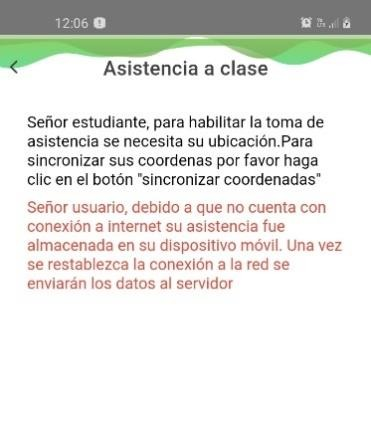 12:06
Asistencia a clase
Señor estudiante, para habilitar la toma de
asistencia se necesita su ubicación.Para
sincronizar sus coordenas por favor haga
clic en el botón "sincronizar coordenadas"
Señor usuario, debido a que no cuenta con
conexión a internet su asistencia fue
almacenada en su dispositivo móvil. Una vez
se restablezca la conexión a la red se
enviarán los datos al servidor